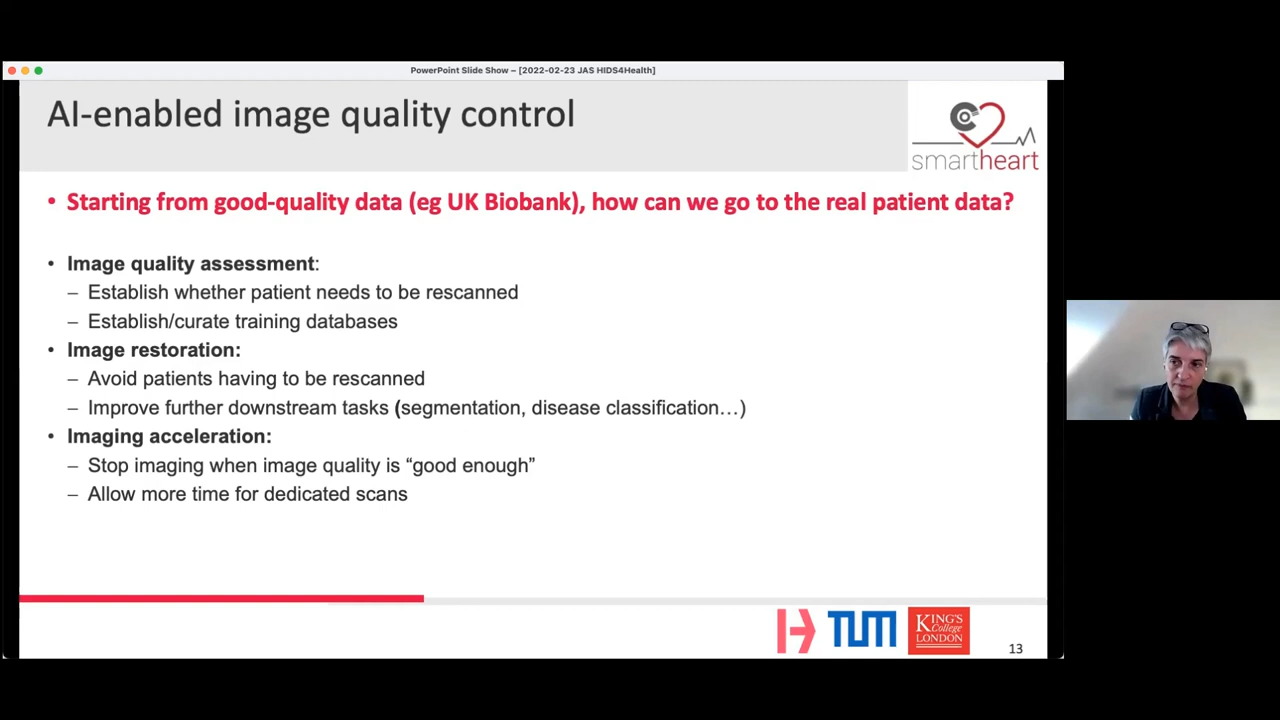 PowerPoint Slide Show – [2022-02-23 JAS HIDS4Health]
AI-enabled image quality control
smartheart
• Starting from good-quality data (eg UK Biobank), how can we go to the real patient data?
• Image quality assessment:
– Establish whether patient needs to be rescanned
– Establish/curate training databases
• Image restoration:
– Avoid patients having to be rescanned
– Improve further downstream tasks (segmentation, disease classification…)
• Imaging acceleration:
– Stop imaging when image quality is “good enough”
– Allow more time for dedicated scans
TUM
KING'S
College
LONDON
13